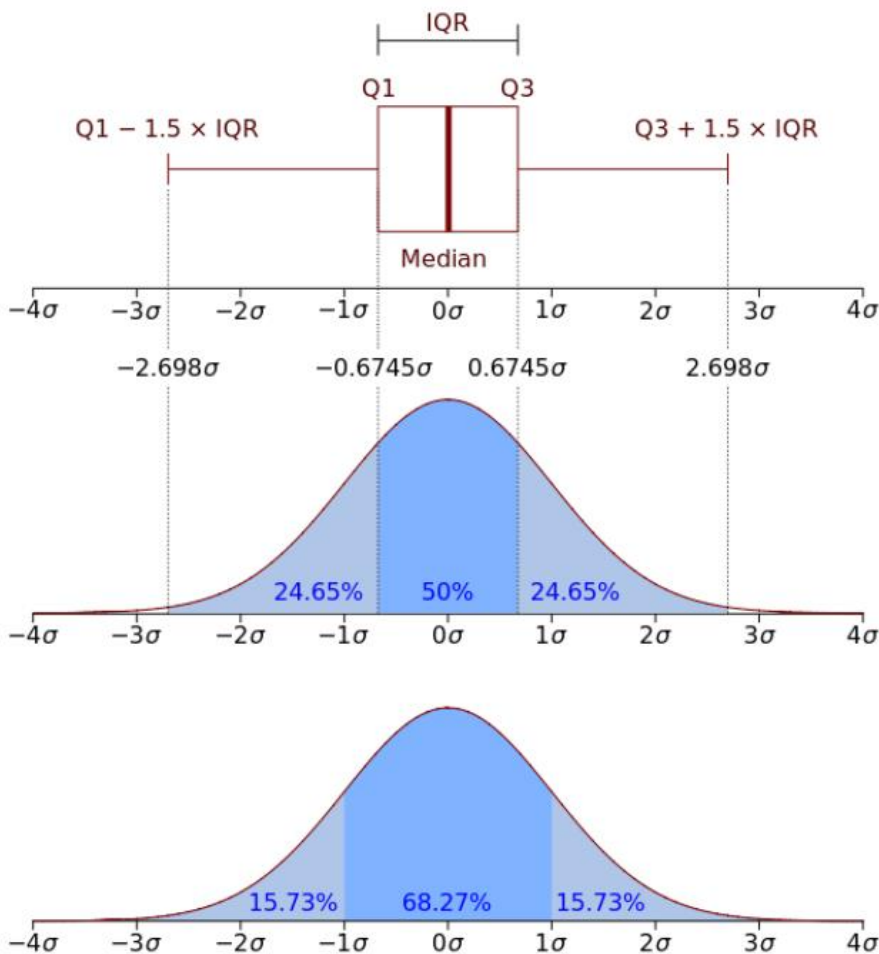 IQR
Q1 Q3
Q1 − 1.5 × IQR Q3 + 1.5 × IQR
Median
−4σ −3σ −2σ −1σ 0σ 1σ 2σ 3σ 4σ
−2.698σ −0.6745σ 0.6745σ 2.698σ
24.65% 50% 24.65%
−4σ −3σ −2σ −1σ 0σ 1σ 2σ 3σ 4σ
15.73% 68.27% 15.73%
−4σ −3σ −2σ −1σ 0σ 1σ 2σ 3σ 4σ